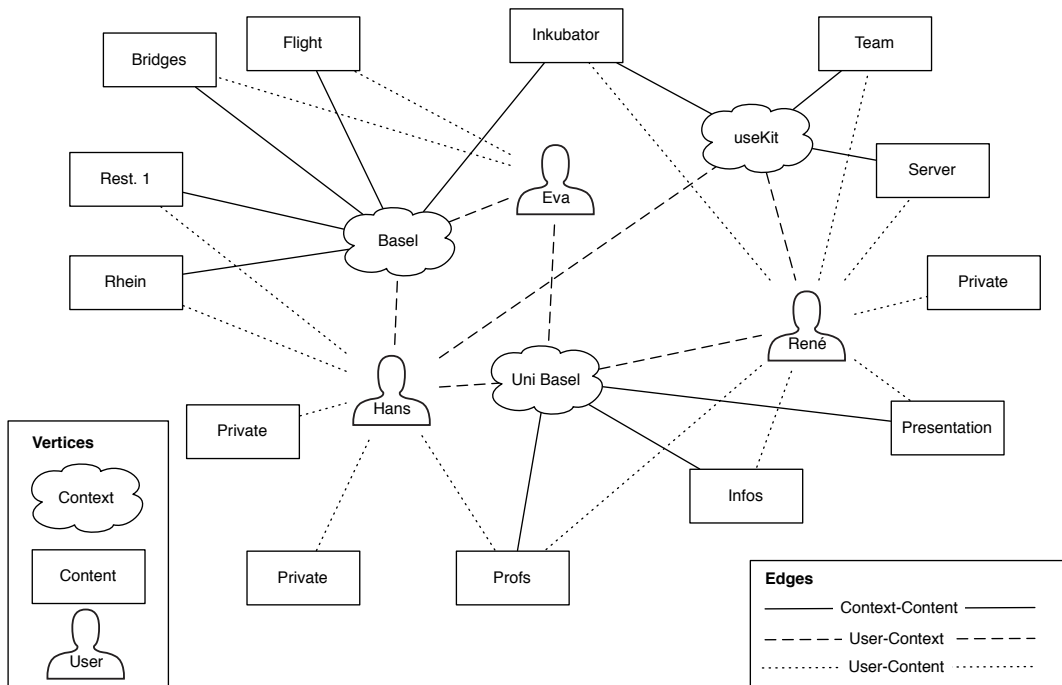 Flight
Inkubator
Team
Bridges
useKit
Rest. 1
Server
Eva
Basel
Rhein
Private
René
Uni Basel
Hans
Private
Presentation
Vertices
Context
Infos
Content
Private
Profs
Edges
Context-Content
User-Context
User
User-Content